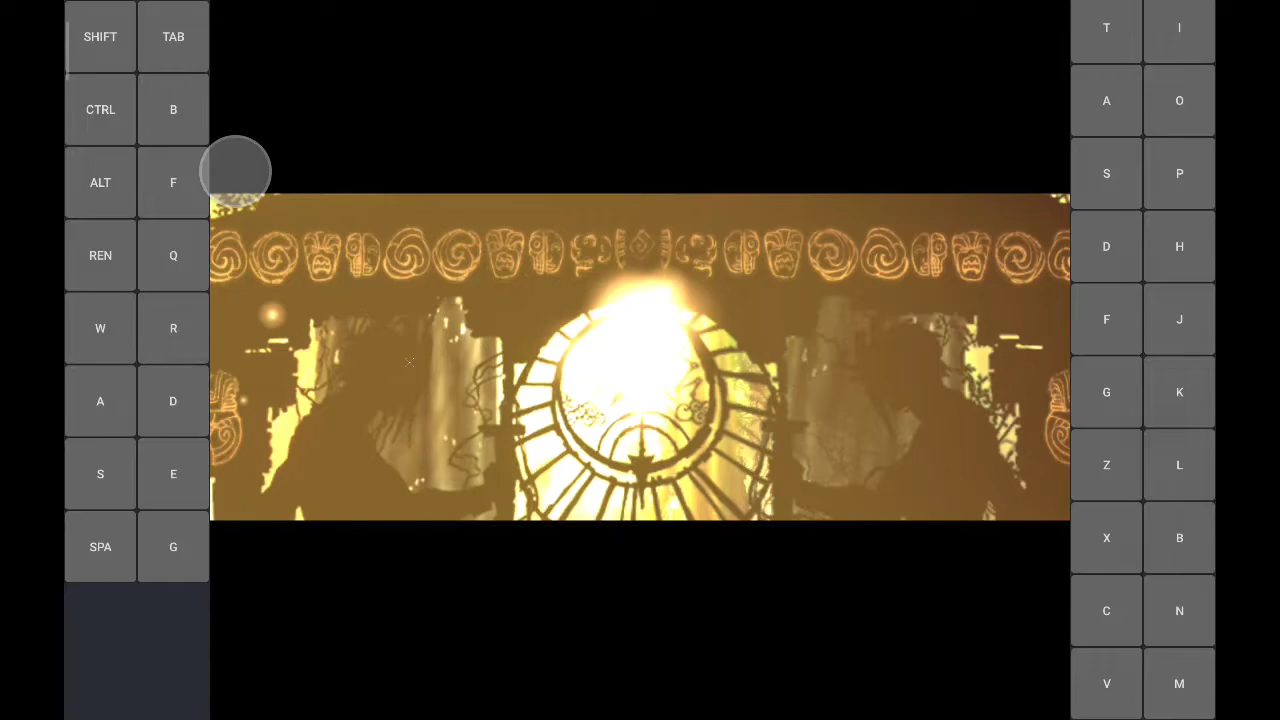 SHIFT TAB
CTRL B
ALT F
REN Q
W R
A D
S E
SPA G
T I
A O
S P
D H
F J
G K
Z L
X B
C N
V M